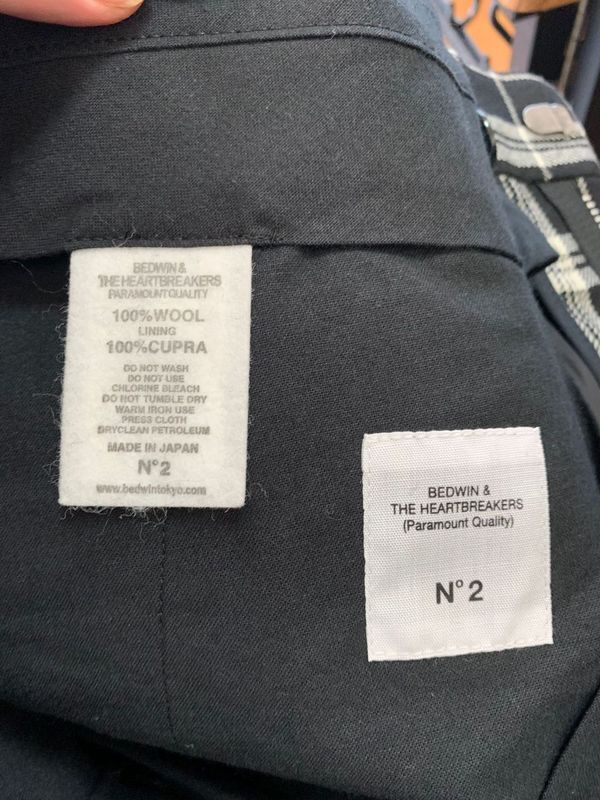 BEDWIN &
THE HEARTBREAKERS
PARAMOUNT QUALITY
100% WOOL
LINING
100% CUPRA
DO NOT WASH
DO NOT USE
CHLORINE BLEACH
DO NOT TUMBLE DRY
WARM IRON USE
PRESS CLOTH
DRYCLEAN PETROLEUM
MADE IN JAPAN
N° 2
www.bedwintokyo.com
BEDWIN &
THE HEARTBREAKERS
(Paramount Quality)
N° 2